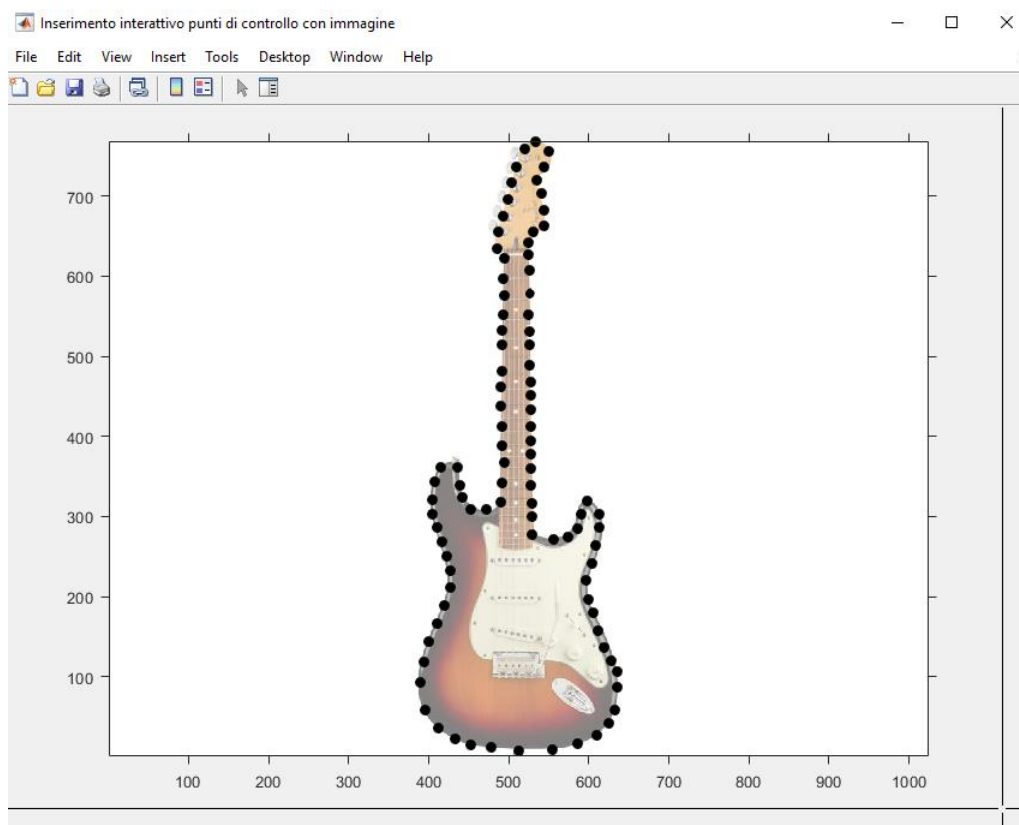 Inserimento interattivo punti di controllo con immagine
File Edit View Insert Tools Desktop Window Help
700
600
500
400
300
200
100
100 200 300 400 500 600 700 800 900 1000